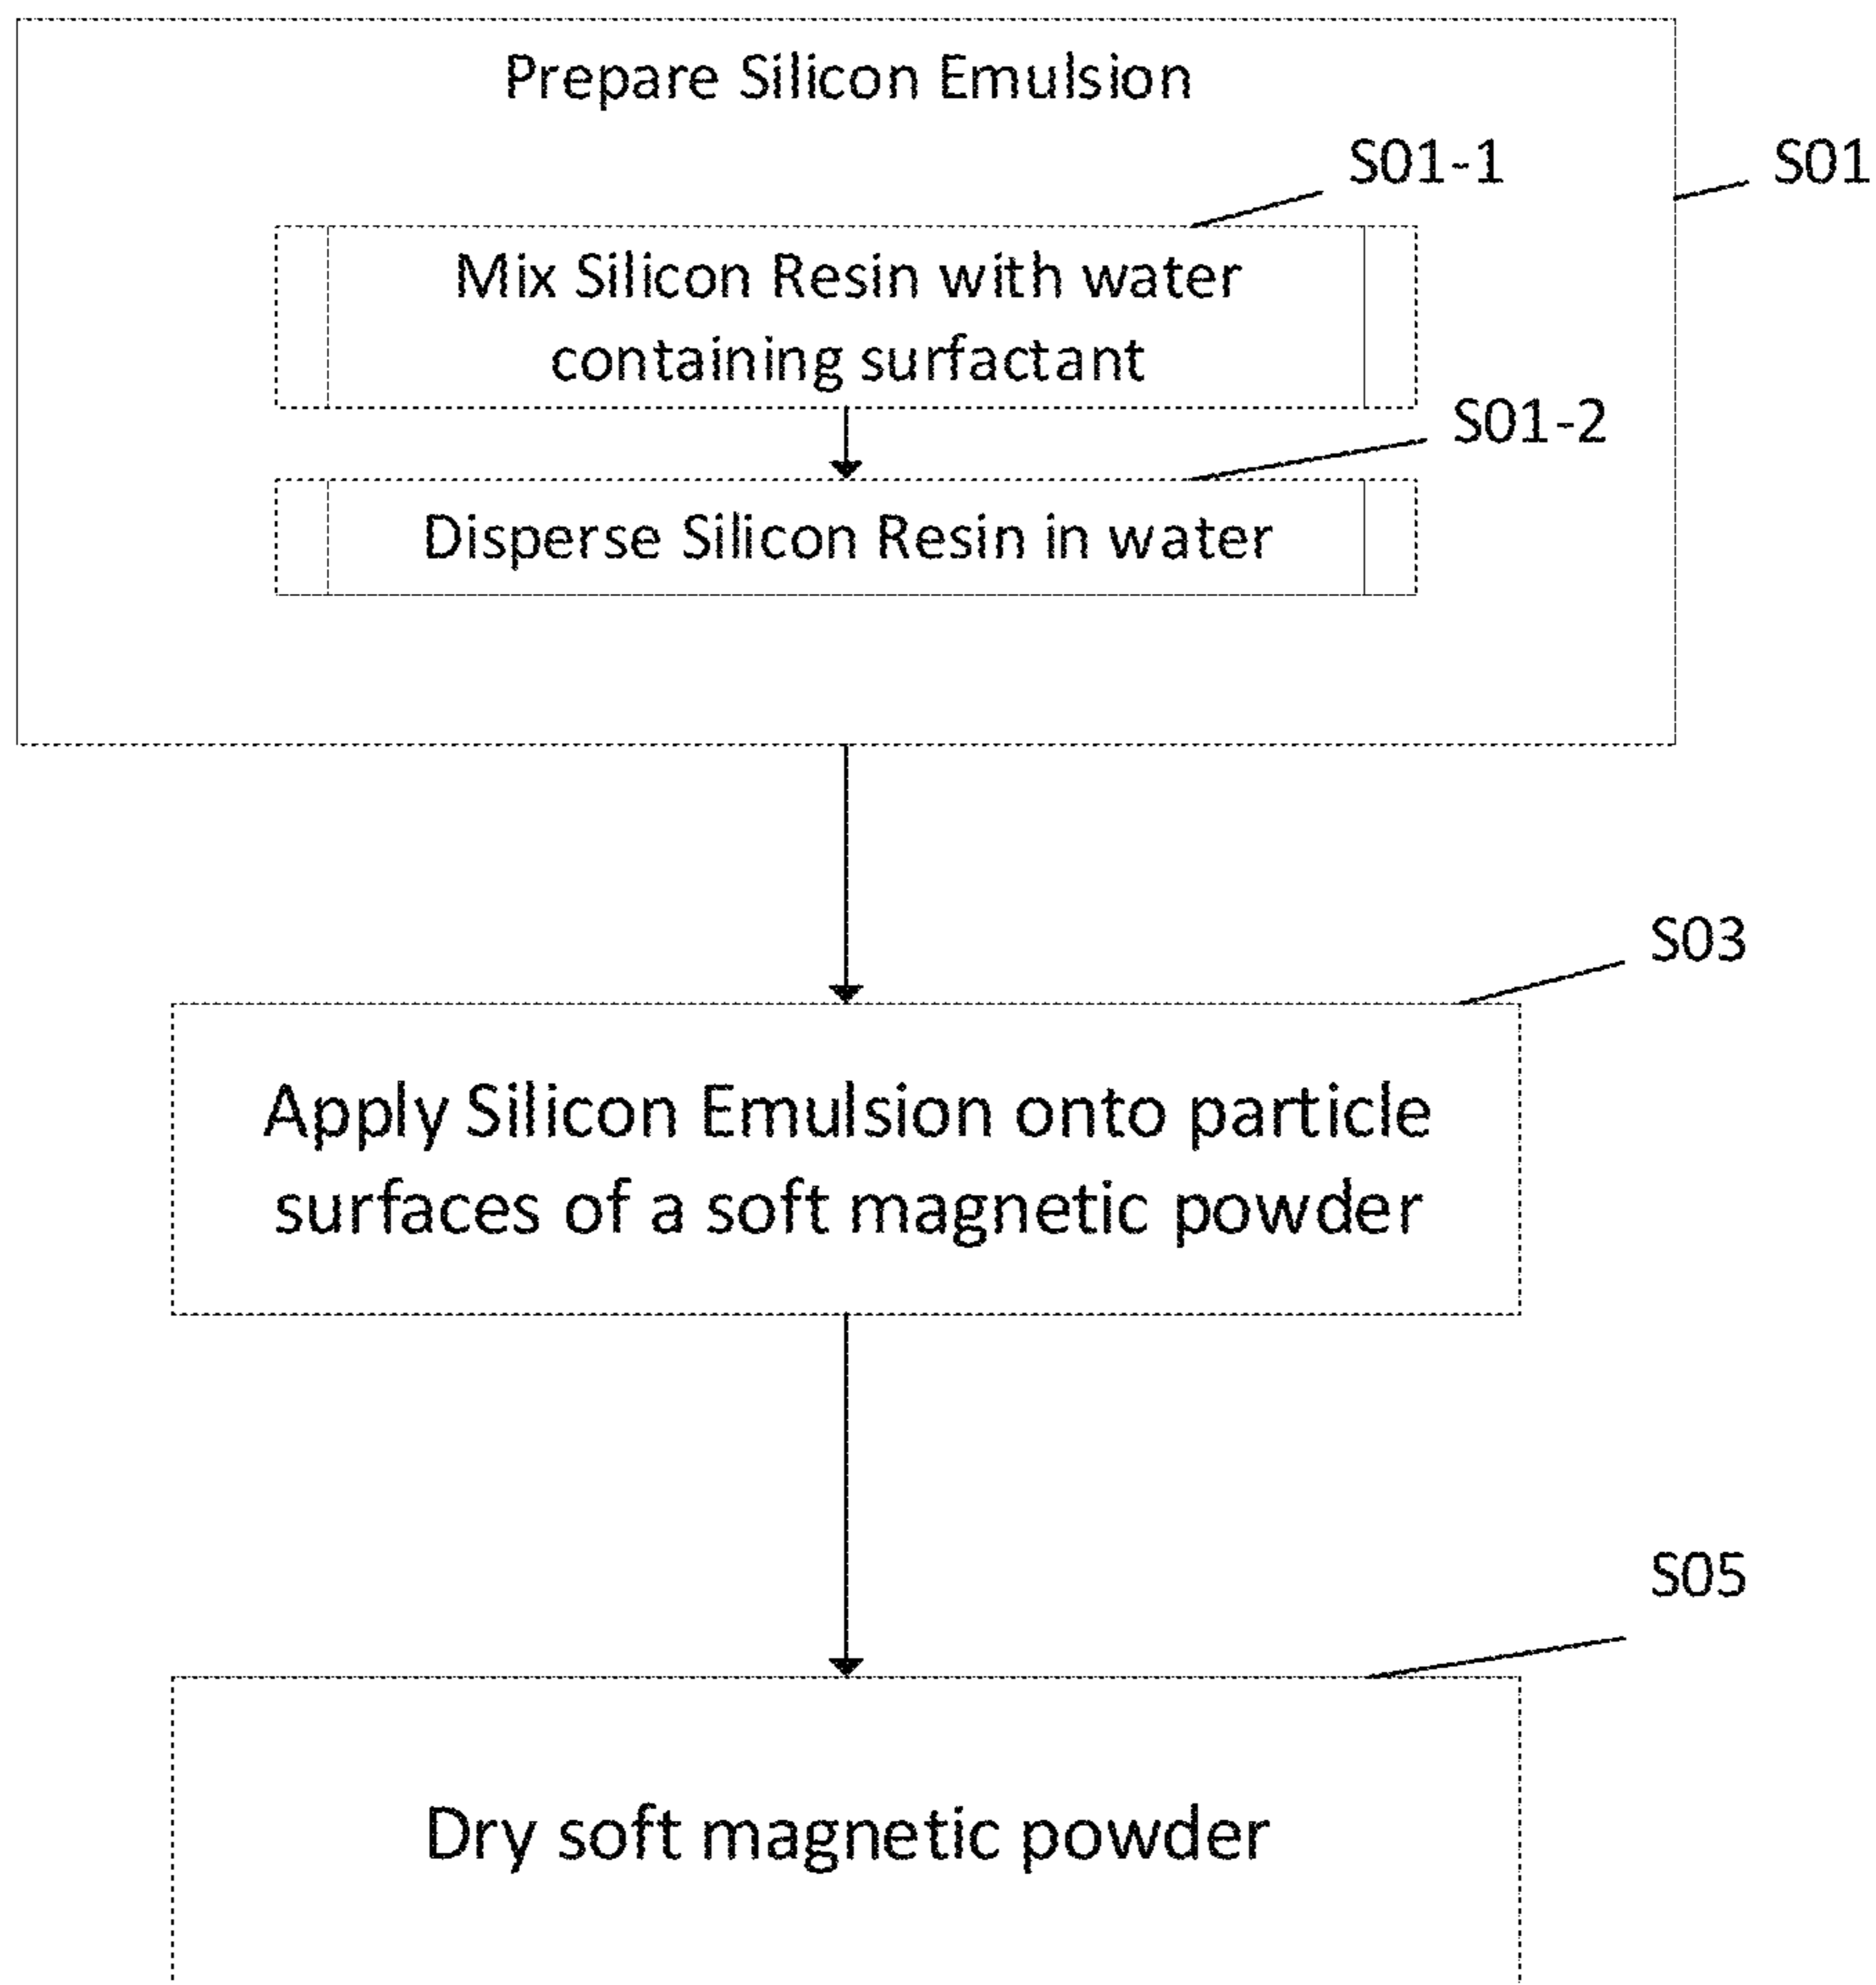 Prepare Silicon Emulsion
S01-1
S01
Mix Silicon Resin with water
containing surfactant
S01-2
Disperse Silicon Resin in water
S03
Apply Silicon Emulsion onto particle
surfaces of a soft magnetic powder
S05
Dry soft magnetic powder